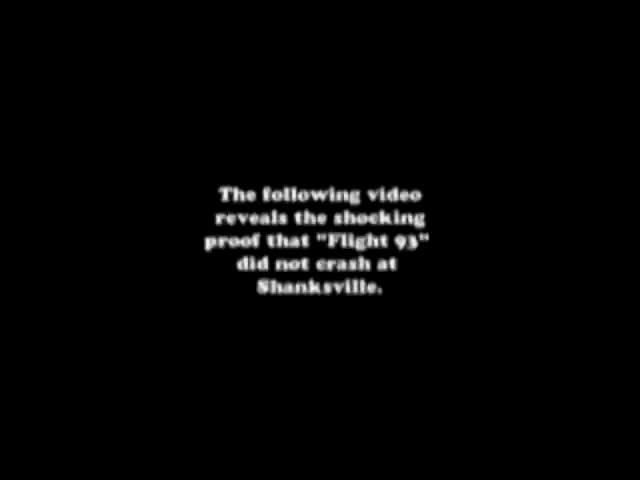 The following video
reveals the shocking
proof that "Flight 93"
did not crash at
Shanksville.